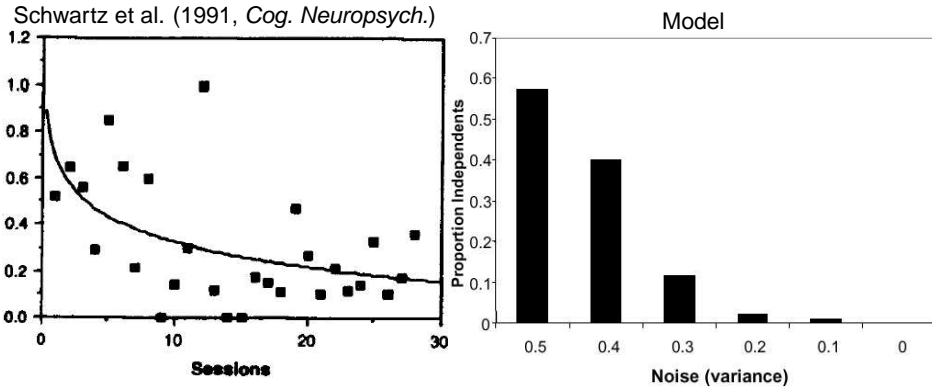 Schwartz et al. (1991, Cog. Neuropsych.)
1.2
1.0
0.8
0.6
0.4
0.2
0.0
0 10 20 30
Sessions
Model
Proportion Independents
0.7
0.6
0.5
0.4
0.3
0.2
0.1
0
0.5 0.4 0.3 0.2 0.1 0
Noise (variance)